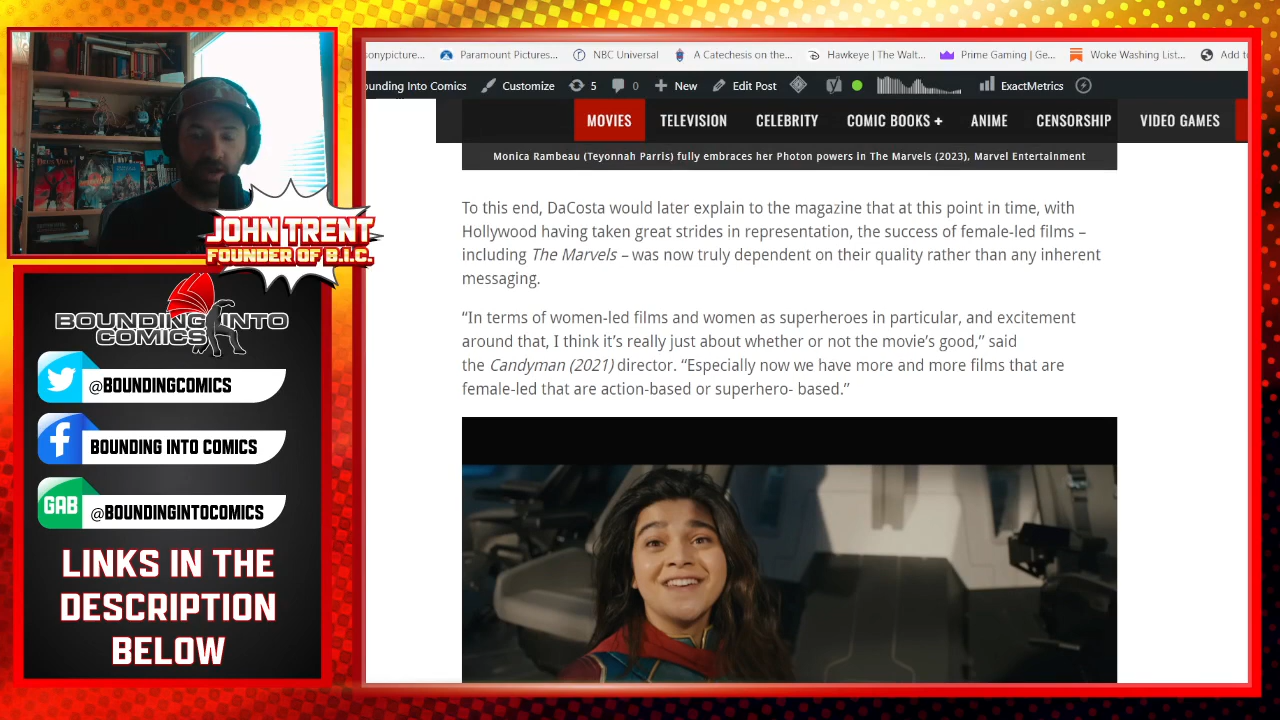 sonypicture...
Paramount Pictures...
NBC Universal
A Catechesis on the...
Hawkeye | The Walt...
Prime Gaming | Ge...
Woke Washing List...
Add t
ounding Into Comics
Customize
5
0
New
Edit Post
ExactMetrics
MOVIES
TELEVISION
CELEBRITY
COMIC BOOKS +
ANIME
CENSORSHIP
VIDEO GAMES
Monica Rambeau (Teyonnah Parris) fully embraces her Photon powers in The Marvels (2023), Marvel Entertainment
To this end, DaCosta would later explain to the magazine that at this point in time, with
Hollywood having taken great strides in representation, the success of female-led films –
including The Marvels – was now truly dependent on their quality rather than any inherent
messaging.
“In terms of women-led films and women as superheroes in particular, and excitement
around that, I think it’s really just about whether or not the movie’s good,” said
the Candyman (2021) director. “Especially now we have more and more films that are
female-led that are action-based or superhero- based.”
JOHN TRENT
FOUNDER OF B.I.C.
BOUNDING INTO
COMICS
@BOUNDINGCOMICS
BOUNDING INTO COMICS
GAB
@BOUNDINGINTOCOMICS
LINKS IN THE
DESCRIPTION
BELOW